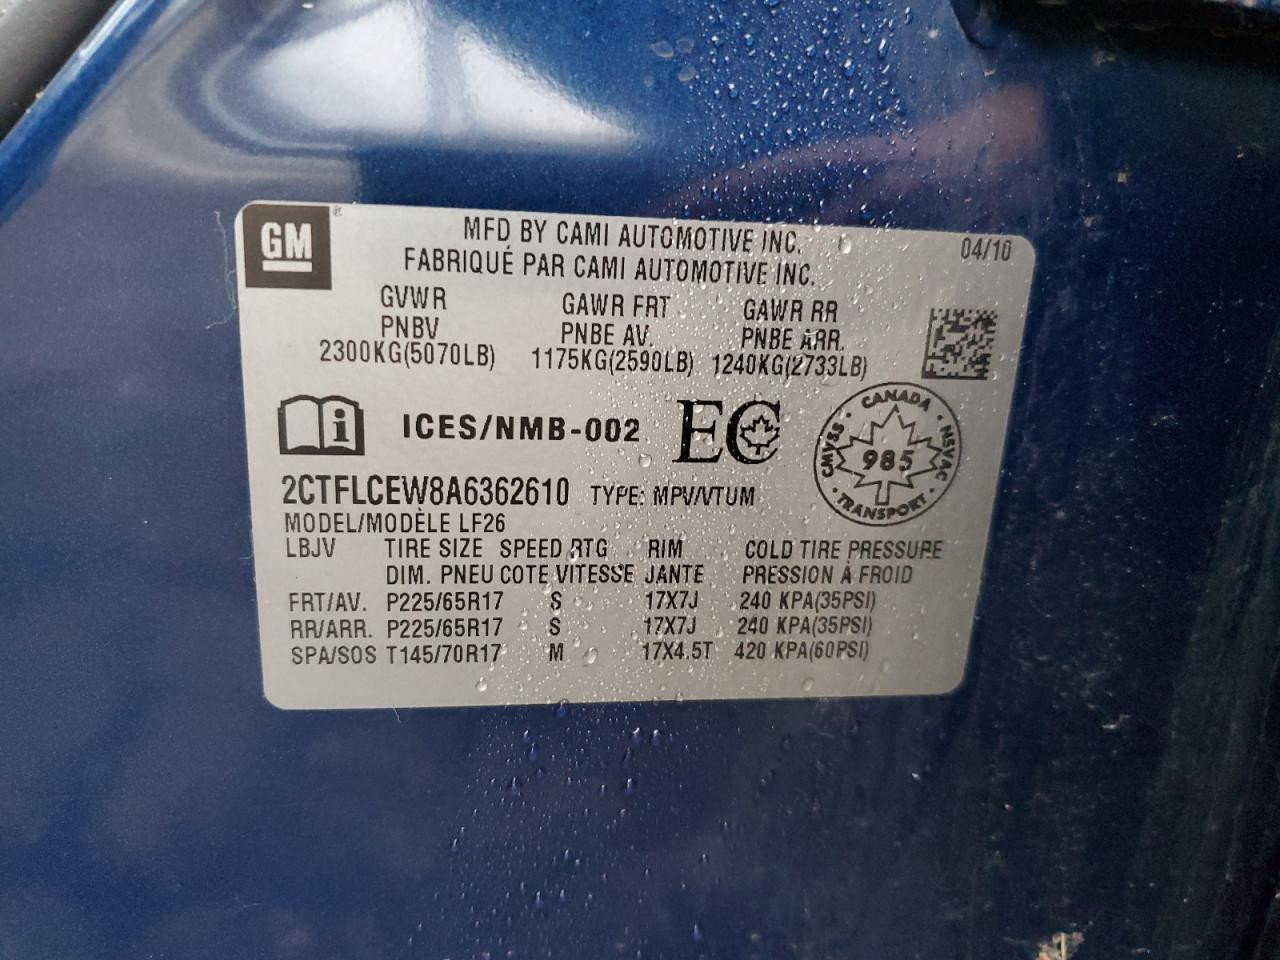 GM ®
MFD BY CAMI AUTOMOTIVE INC. 04/10
FABRIQUÉ PAR CAMI AUTOMOTIVE INC.
GVWR GAWR FRT GAWR RR
PNBV PNBE AV. PNBE ARR.
2300KG(5070LB) 1175KG(2590LB) 1240KG(2733LB)
i ICES/NMB-002 EC
CANADA
CMVSS · NSVAC
985
· TRANSPORT ·
2CTFLCEW8A6362610 TYPE: MPV/VTUM
MODEL/MODÈLE LF26
LBJV TIRE SIZE SPEED RTG RIM COLD TIRE PRESSURE
DIM. PNEU COTE VITESSE JANTE PRESSION À FROID
FRT/AV. P225/65R17 S 17X7J 240 KPA(35PSI)
RR/ARR. P225/65R17 S 17X7J 240 KPA(35PSI)
SPA/SOS T145/70R17 M 17X4.5T 420 KPA(60PSI)